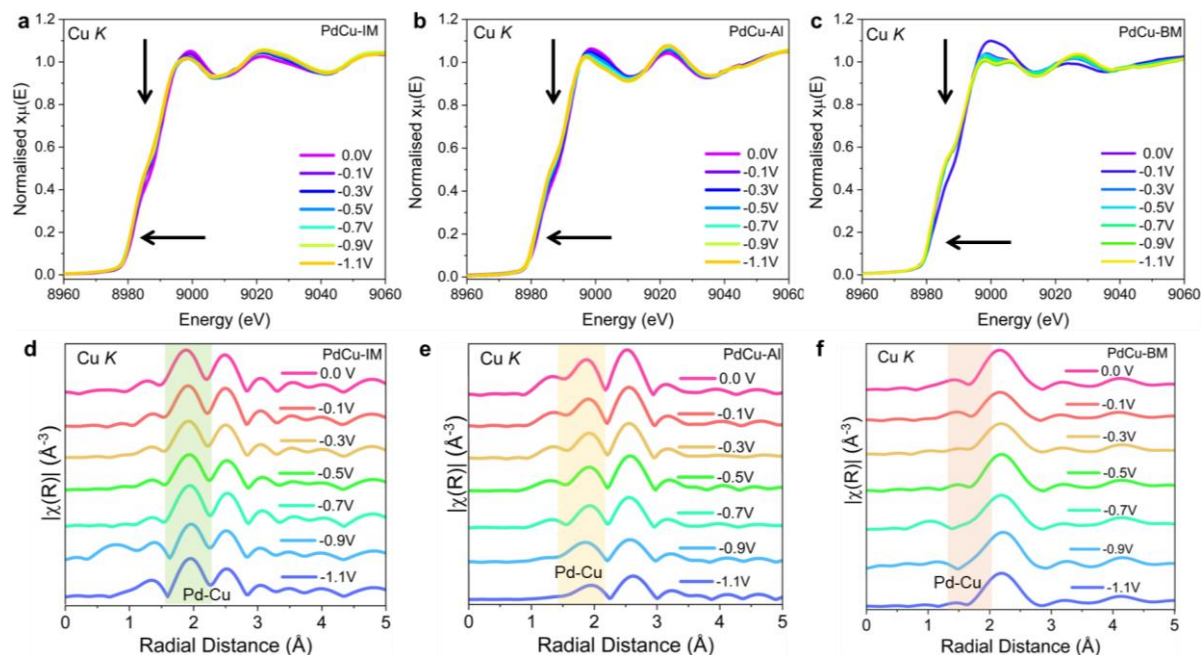 a
Cu K
PdCu-IM
Normalised xμ(E)
1.2
1.0
0.8
0.6
0.4
0.2
0.0
0.0V
-0.1V
-0.3V
-0.5V
-0.7V
-0.9V
-1.1V
8960 8980 9000 9020 9040 9060
Energy (eV)
b
Cu K
PdCu-Al
Normalised xμ(E)
1.2
1.0
0.8
0.6
0.4
0.2
0.0
0.0V
-0.1V
-0.3V
-0.5V
-0.7V
-0.9V
-1.1V
8960 8980 9000 9020 9040 9060
Energy (eV)
c
Cu K
PdCu-BM
Normalised xμ(E)
1.2
1.0
0.8
0.6
0.4
0.2
0.0
0.0V
-0.1V
-0.3V
-0.5V
-0.7V
-0.9V
-1.1V
8960 8980 9000 9020 9040 9060
Energy (eV)
d
Cu K
PdCu-IM
|χ(R)| (Å-3)
0.0 V
-0.1V
-0.3V
-0.5V
-0.7V
-0.9V
-1.1V
Pd-Cu
0 1 2 3 4 5
Radial Distance (Å)
e
Cu K
PdCu-Al
|χ(R)| (Å-3)
0.0 V
-0.1V
-0.3V
-0.5V
-0.7V
-0.9V
Pd-Cu
-1.1V
0 1 2 3 4 5
Radial Distance (Å)
f
Cu K
PdCu-BM
|χ(R)| (Å-3)
0.0 V
-0.1V
-0.3V
-0.5V
-0.7V
-0.9V
Pd-Cu
-1.1V
0 1 2 3 4 5
Radial Distance (Å)